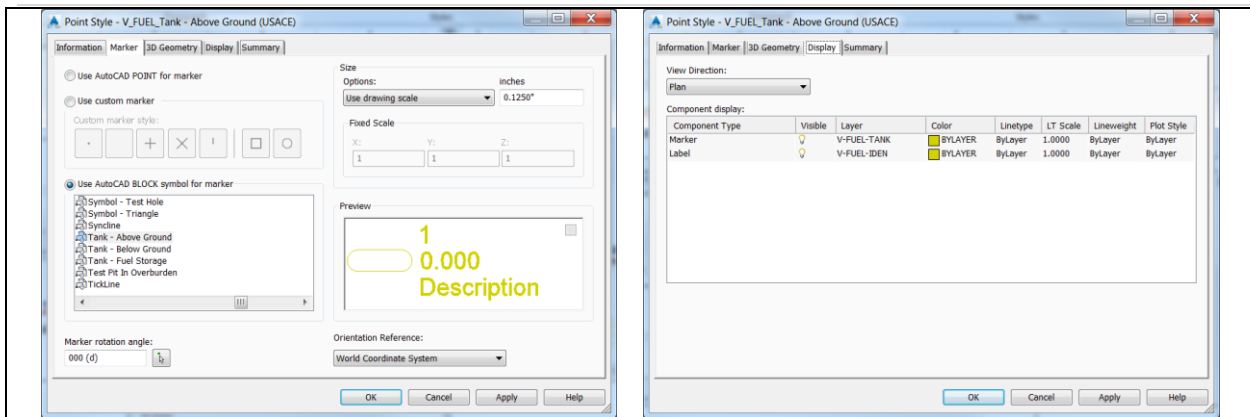 Point Style - V_FUEL_Tank - Above Ground (USACE)
Information Marker 3D Geometry Display Summary
Use AutoCAD POINT for marker
Use custom marker
Custom marker style:
Use AutoCAD BLOCK symbol for marker
Symbol - Test Hole
Symbol - Triangle
Syncline
Tank - Above Ground
Tank - Below Ground
Tank - Fuel Storage
Test Pit In Overburden
TickLine
Marker rotation angle:
000 (d)
Size
Options: inches
Use drawing scale 0.1250"
Fixed Scale
X: Y: Z:
1 1 1
Preview
1
0.000
Description
Orientation Reference:
World Coordinate System
OK Cancel Apply Help
Point Style - V_FUEL_Tank - Above Ground (USACE)
Information Marker 3D Geometry Display Summary
View Direction:
Plan
Component display:
Component Type Visible Layer Color Linetype LT Scale Lineweight Plot Style
Marker V-FUEL-TANK BYLAYER ByLayer 1.0000 ByLayer ByLayer
Label V-FUEL-IDEN BYLAYER ByLayer 1.0000 ByLayer ByLayer
OK Cancel Apply Help